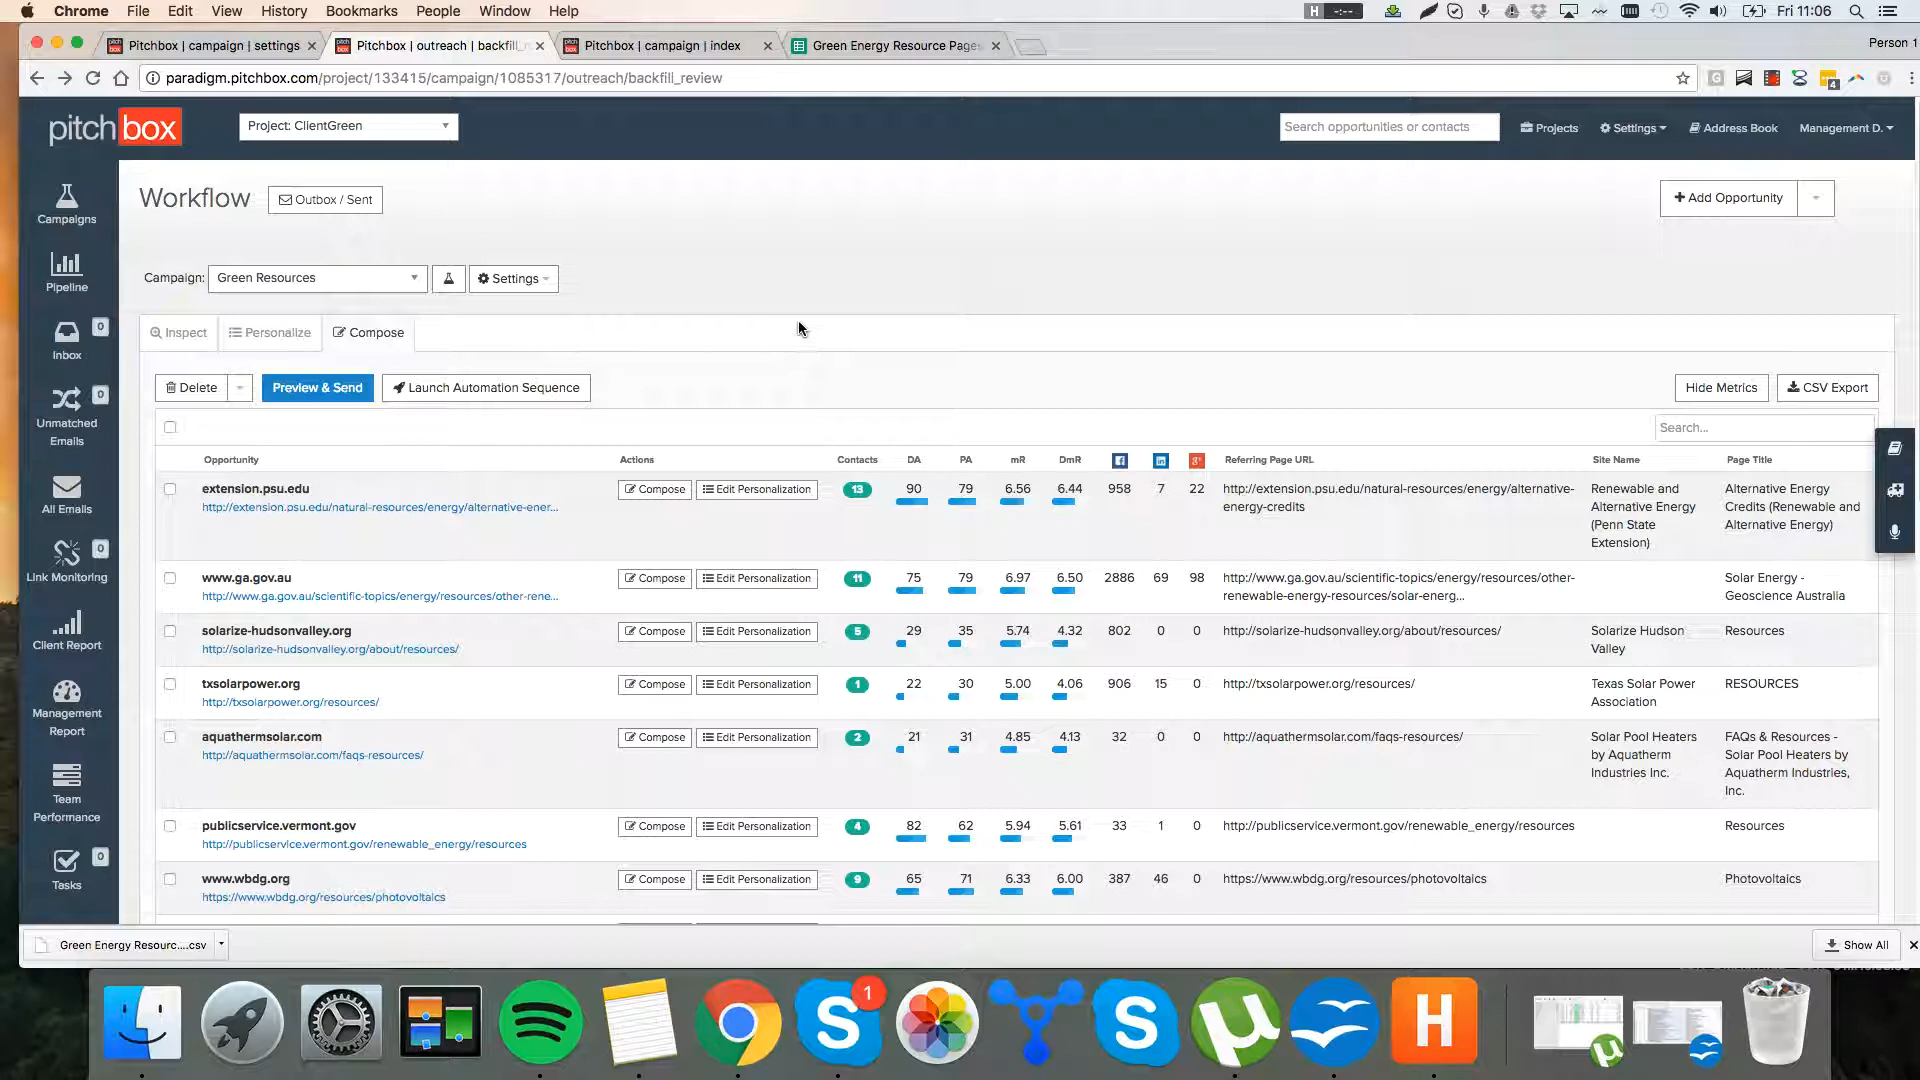 Chrome File Edit View History Bookmarks People Window Help
H -:-- Fri 11:06
Pitchbox | campaign | settings
Pitchbox | outreach | backfill_
Pitchbox | campaign | index
Green Energy Resource Page
Person 1
paradigm.pitchbox.com/project/133415/campaign/1085317/outreach/backfill_review
4
pitchbox
Project: ClientGreen
Search opportunities or contacts
Projects
Settings
Address Book
Management D.
Campaigns
Pipeline
0
Inbox
0
Unmatched
Emails
All Emails
0
Link Monitoring
Client Report
Management
Report
Team
Performance
0
Tasks
Workflow
Outbox / Sent
+ Add Opportunity
Campaign: Green Resources
Settings
Inspect
Personalize
Compose
Delete
Preview & Send
Launch Automation Sequence
Hide Metrics
CSV Export
Search...
Opportunity Actions Contacts DA PA mR DmR Referring Page URL Site Name Page Title
extension.psu.edu
http://extension.psu.edu/natural-resources/energy/alternative-ener...
Compose Edit Personalization 13 90 79 6.56 6.44 958 7 22
http://extension.psu.edu/natural-resources/energy/alternative-
energy-credits
Renewable and
Alternative Energy
(Penn State
Extension)
Alternative Energy
Credits (Renewable and
Alternative Energy)
www.ga.gov.au
http://www.ga.gov.au/scientific-topics/energy/resources/other-rene...
Compose Edit Personalization 11 75 79 6.97 6.50 2886 69 98
http://www.ga.gov.au/scientific-topics/energy/resources/other-
renewable-energy-resources/solar-energ...
Solar Energy -
Geoscience Australia
solarize-hudsonvalley.org
http://solarize-hudsonvalley.org/about/resources/
Compose Edit Personalization 5 29 35 5.74 4.32 802 0 0
http://solarize-hudsonvalley.org/about/resources/
Solarize Hudson
Valley
Resources
txsolarpower.org
http://txsolarpower.org/resources/
Compose Edit Personalization 1 22 30 5.00 4.06 906 15 0
http://txsolarpower.org/resources/
Texas Solar Power
Association
RESOURCES
aquathermsolar.com
http://aquathermsolar.com/faqs-resources/
Compose Edit Personalization 2 21 31 4.85 4.13 32 0 0
http://aquathermsolar.com/faqs-resources/
Solar Pool Heaters
by Aquatherm
Industries Inc.
FAQs & Resources -
Solar Pool Heaters by
Aquatherm Industries,
Inc.
publicservice.vermont.gov
http://publicservice.vermont.gov/renewable_energy/resources
Compose Edit Personalization 4 82 62 5.94 5.61 33 1 0
http://publicservice.vermont.gov/renewable_energy/resources
Resources
www.wbdg.org
https://www.wbdg.org/resources/photovoltaics
Compose Edit Personalization 9 65 71 6.33 6.00 387 46 0
https://www.wbdg.org/resources/photovoltaics
Photovoltaics
Green Energy Resourc....csv
Show All
1
H